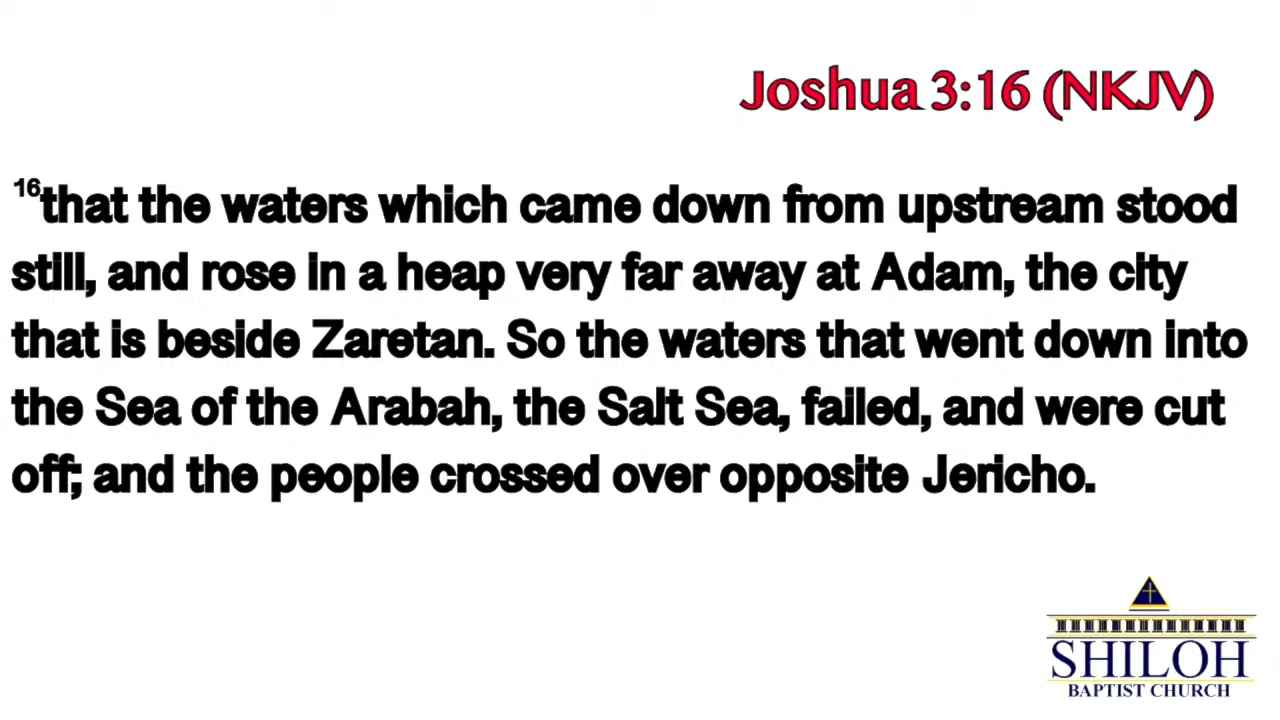 Joshua 3:16 (NKJV)
16that the waters which came down from upstream stood
still, and rose in a heap very far away at Adam, the city
that is beside Zaretan. So the waters that went down into
the Sea of the Arabah, the Salt Sea, failed, and were cut
off; and the people crossed over opposite Jericho.
SHILOH
BAPTIST CHURCH